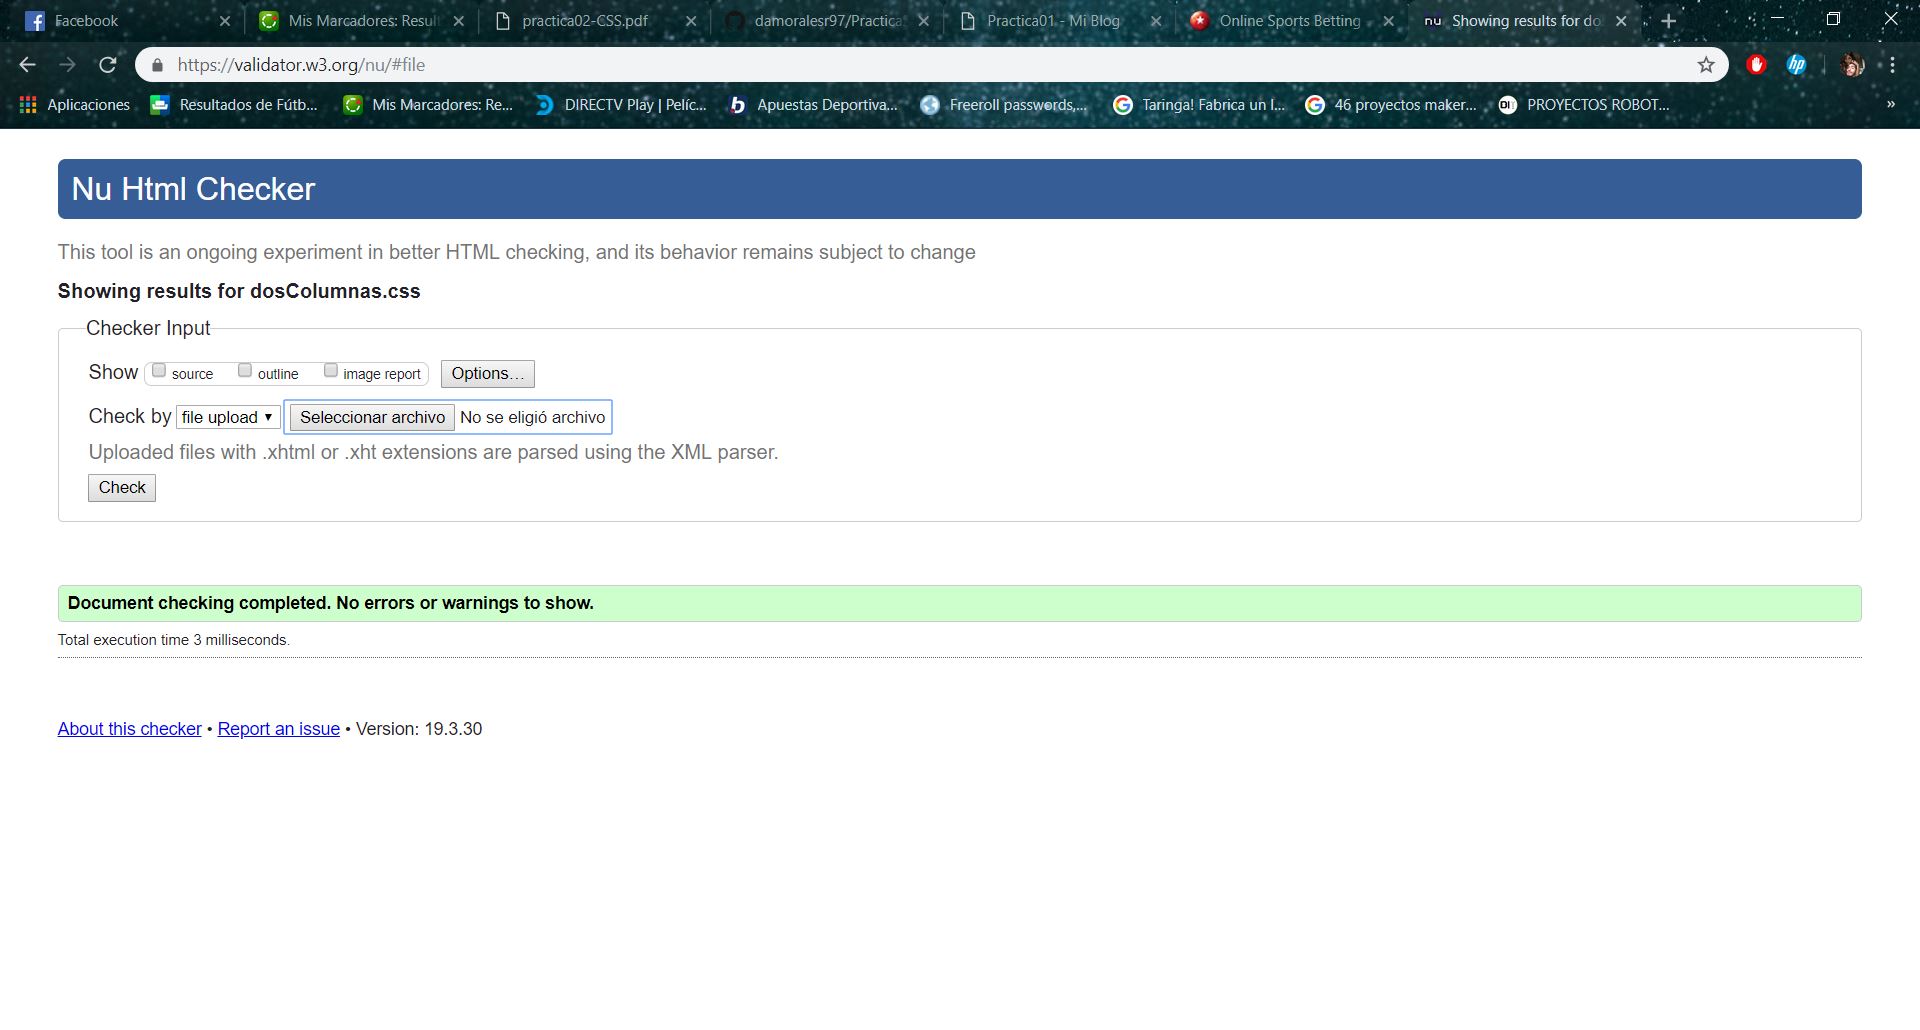 Facebook
Mis Marcadores: Result
practica02-CSS.pdf
damoralesr97/Practica
Practica01 - Mi Blog
Online Sports Betting
nu Showing results for do
https://validator.w3.org/nu/#file
hp
Aplicaciones
Resultados de Fútb...
Mis Marcadores: Re...
DIRECTV Play | Pelíc...
b Apuestas Deportiva...
Freeroll passwords,...
G Taringa! Fabrica un I...
G 46 proyectos maker...
PROYECTOS ROBOT...
»
Nu Html Checker
This tool is an ongoing experiment in better HTML checking, and its behavior remains subject to change
Showing results for dosColumnas.css
Checker Input
Show source outline image report Options...
Check by file upload Seleccionar archivo No se eligió archivo
Uploaded files with .xhtml or .xht extensions are parsed using the XML parser.
Check
Document checking completed. No errors or warnings to show.
Total execution time 3 milliseconds.
About this checker • Report an issue • Version: 19.3.30